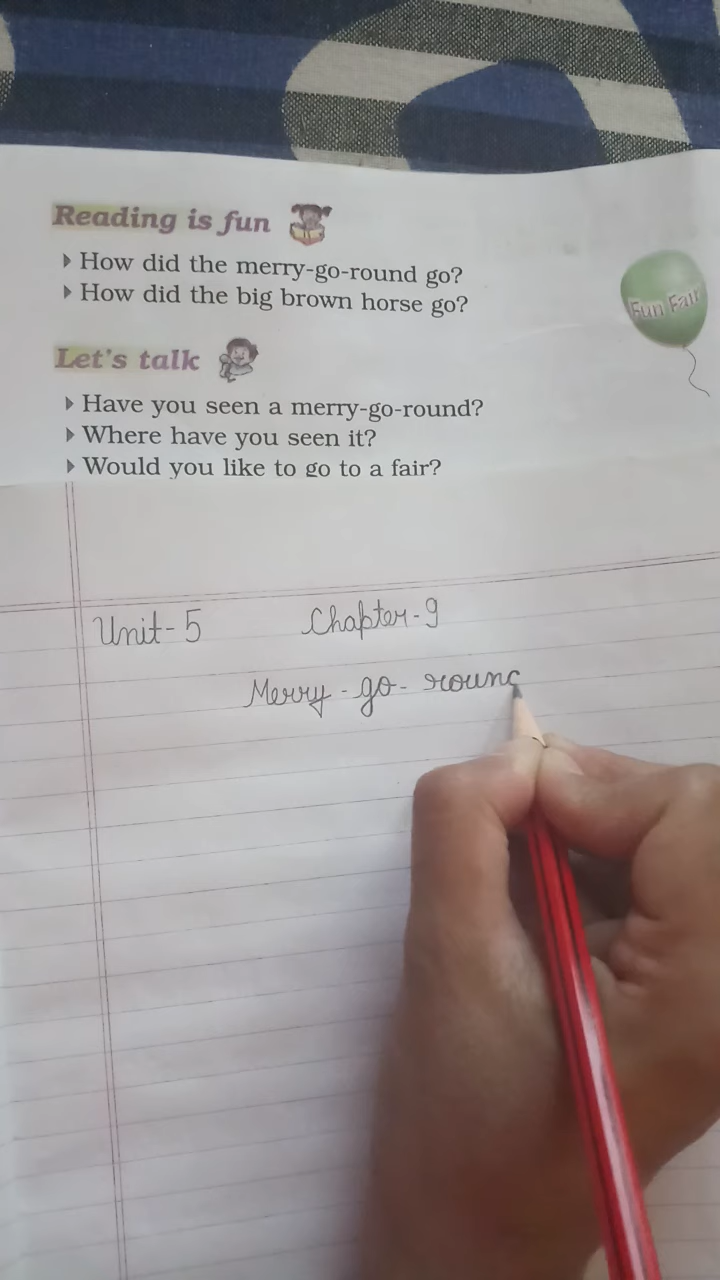 Reading is fun
How did the merry-go-round go?
How did the big brown horse go?
Fun Fair
Let's talk
Have you seen a merry-go-round?
Where have you seen it?
Would you like to go to a fair?
Unit-5 Chapter-9
Merry-go-roun